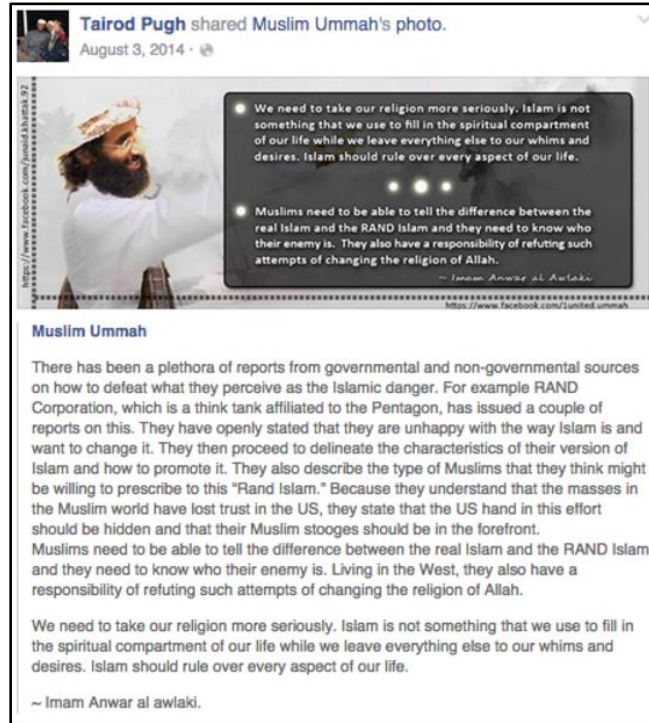 Tairod Pugh shared Muslim Ummah's photo.
August 3, 2014 ·
https://www.facebook.com/junaid.khattak.92
We need to take our religion more seriously. Islam is not
something that we use to fill in the spiritual compartment
of our life while we leave everything else to our whims and
desires. Islam should rule over every aspect of our life.
Muslims need to be able to tell the difference between the
real Islam and the RAND Islam and they need to know who
their enemy is. They also have a responsibility of refuting such
attempts of changing the religion of Allah.
~ Imam Anwar al Awlaki
https://www.facebook.com/1united.ummah
Muslim Ummah
There has been a plethora of reports from governmental and non-governmental sources
on how to defeat what they perceive as the Islamic danger. For example RAND
Corporation, which is a think tank affiliated to the Pentagon, has issued a couple of
reports on this. They have openly stated that they are unhappy with the way Islam is and
want to change it. They then proceed to delineate the characteristics of their version of
Islam and how to promote it. They also describe the type of Muslims that they think might
be willing to prescribe to this “Rand Islam.” Because they understand that the masses in
the Muslim world have lost trust in the US, they state that the US hand in this effort
should be hidden and that their Muslim stooges should be in the forefront.
Muslims need to be able to tell the difference between the real Islam and the RAND Islam
and they need to know who their enemy is. Living in the West, they also have a
responsibility of refuting such attempts of changing the religion of Allah.
We need to take our religion more seriously. Islam is not something that we use to fill in
the spiritual compartment of our life while we leave everything else to our whims and
desires. Islam should rule over every aspect of our life.
~ Imam Anwar al awlaki.